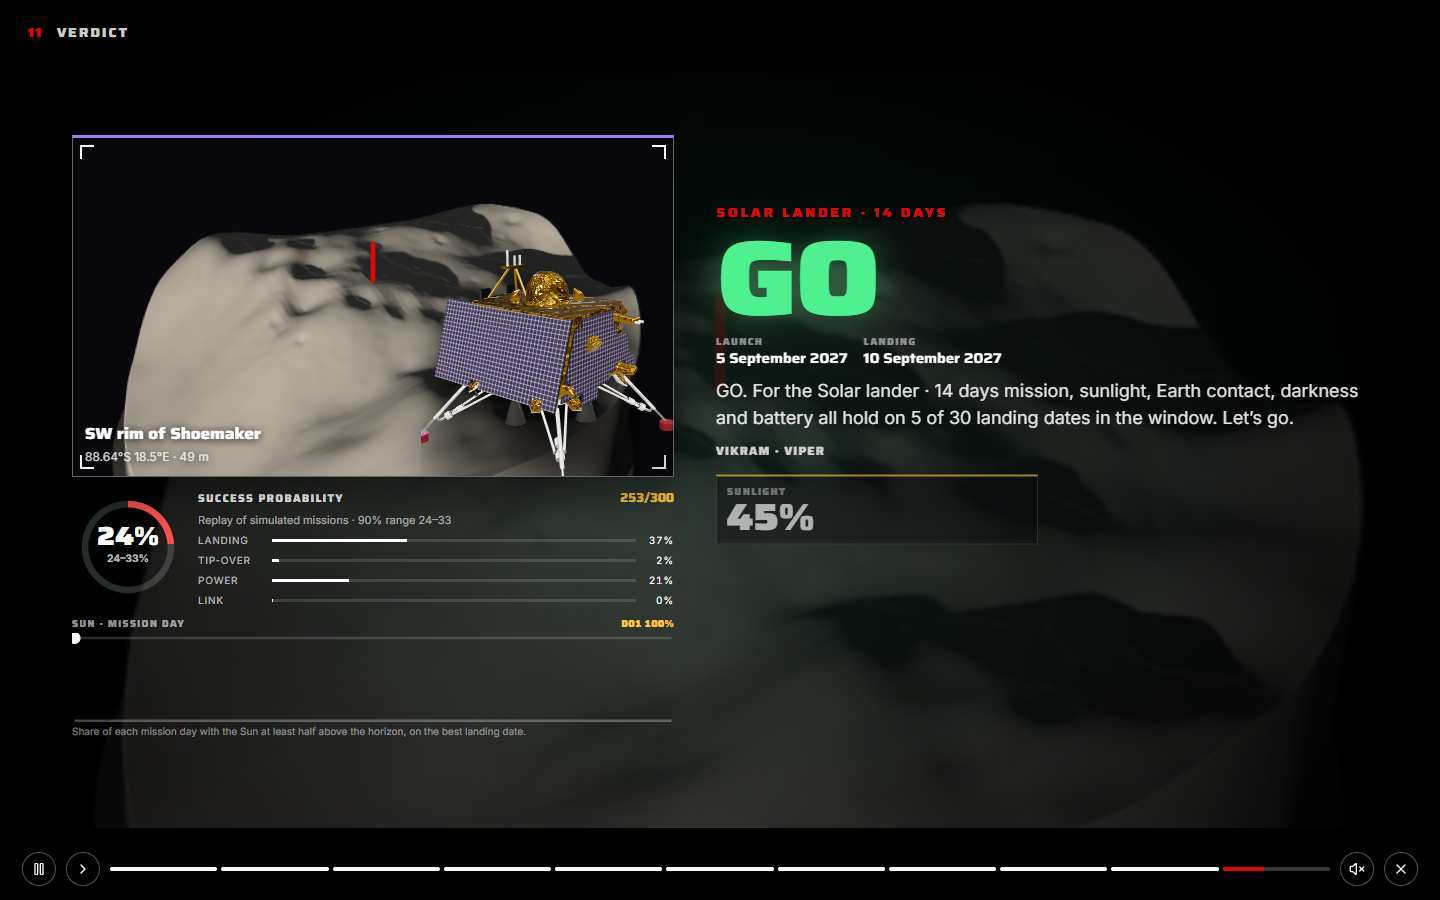 11 VERDICT
SW rim of Shoemaker
88.64°S 18.5°E · 49 m
24%
24–33%
SUCCESS PROBABILITY 253/300
Replay of simulated missions · 90% range 24–33
LANDING 37%
TIP-OVER 2%
POWER 21%
LINK 0%
SUN · MISSION DAY D01 100%
Share of each mission day with the Sun at least half above the horizon, on the best landing date.
SOLAR LANDER · 14 DAYS
GO
LAUNCH LANDING
5 September 2027 10 September 2027
GO. For the Solar lander · 14 days mission, sunlight, Earth contact, darkness
and battery all hold on 5 of 30 landing dates in the window. Let’s go.
VIKRAM · VIPER
SUNLIGHT
45%